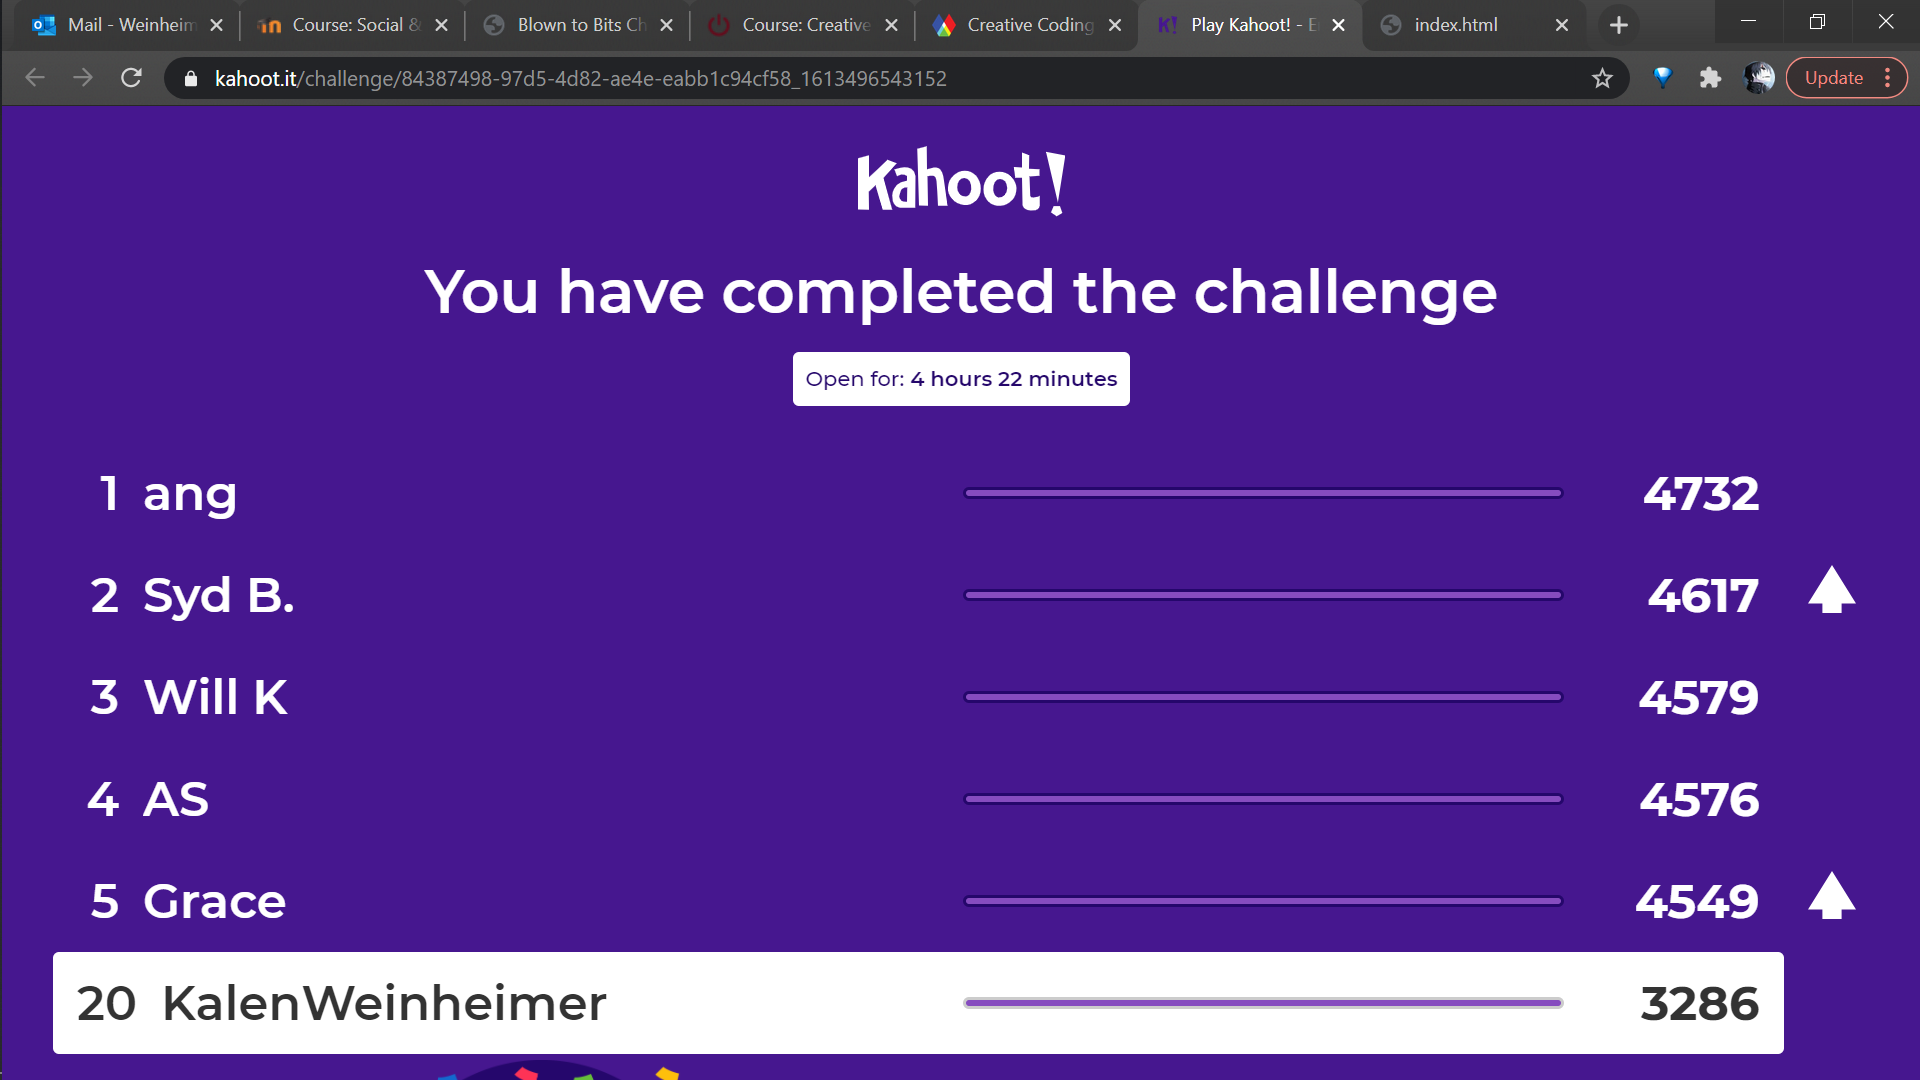 Mail - Weinheim
Course: Social &
Blown to Bits Ch
Course: Creative
Creative Coding
K! Play Kahoot! - E
index.html
kahoot.it/challenge/84387498-97d5-4d82-ae4e-eabb1c94cf58_1613496543152
Update
Kahoot!
You have completed the challenge
Open for: 4 hours 22 minutes
1 ang 4732
2 Syd B. 4617
3 Will K 4579
4 AS 4576
5 Grace 4549
20 KalenWeinheimer 3286